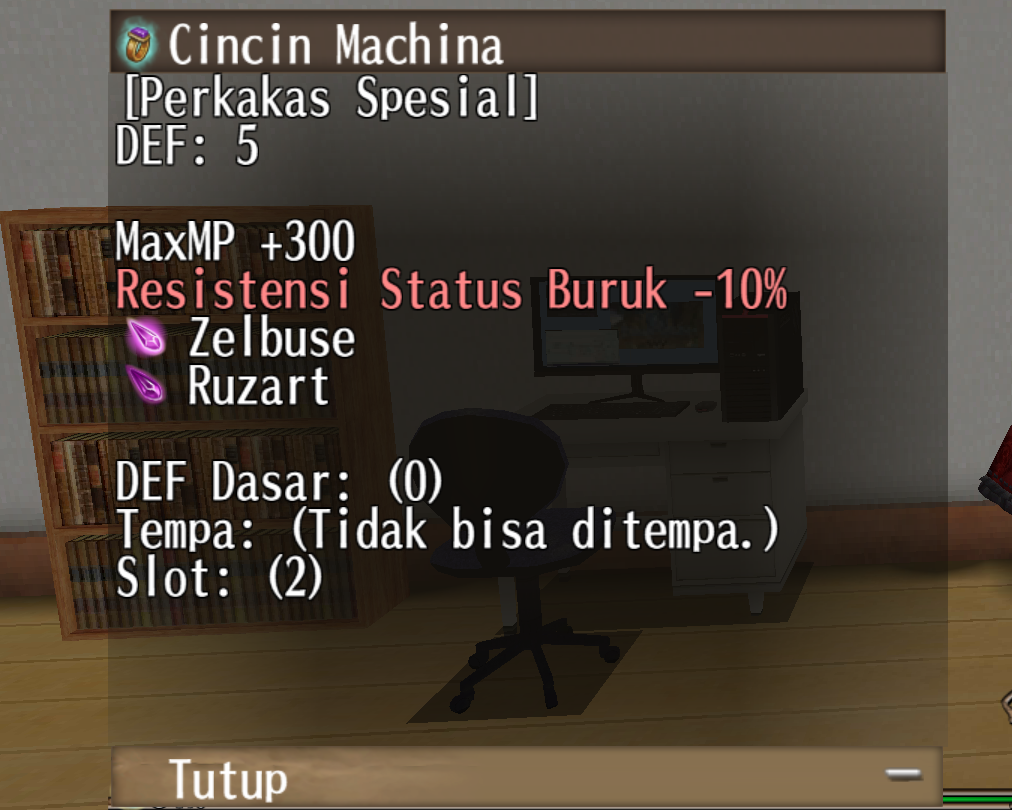 Cincin Machina
[Perkakas Spesial]
DEF: 5
MaxMP +300
Resistensi Status Buruk -10%
Zelbuse
Ruzart
DEF Dasar: (0)
Tempa: (Tidak bisa ditempa.)
Slot: (2)
Tutup